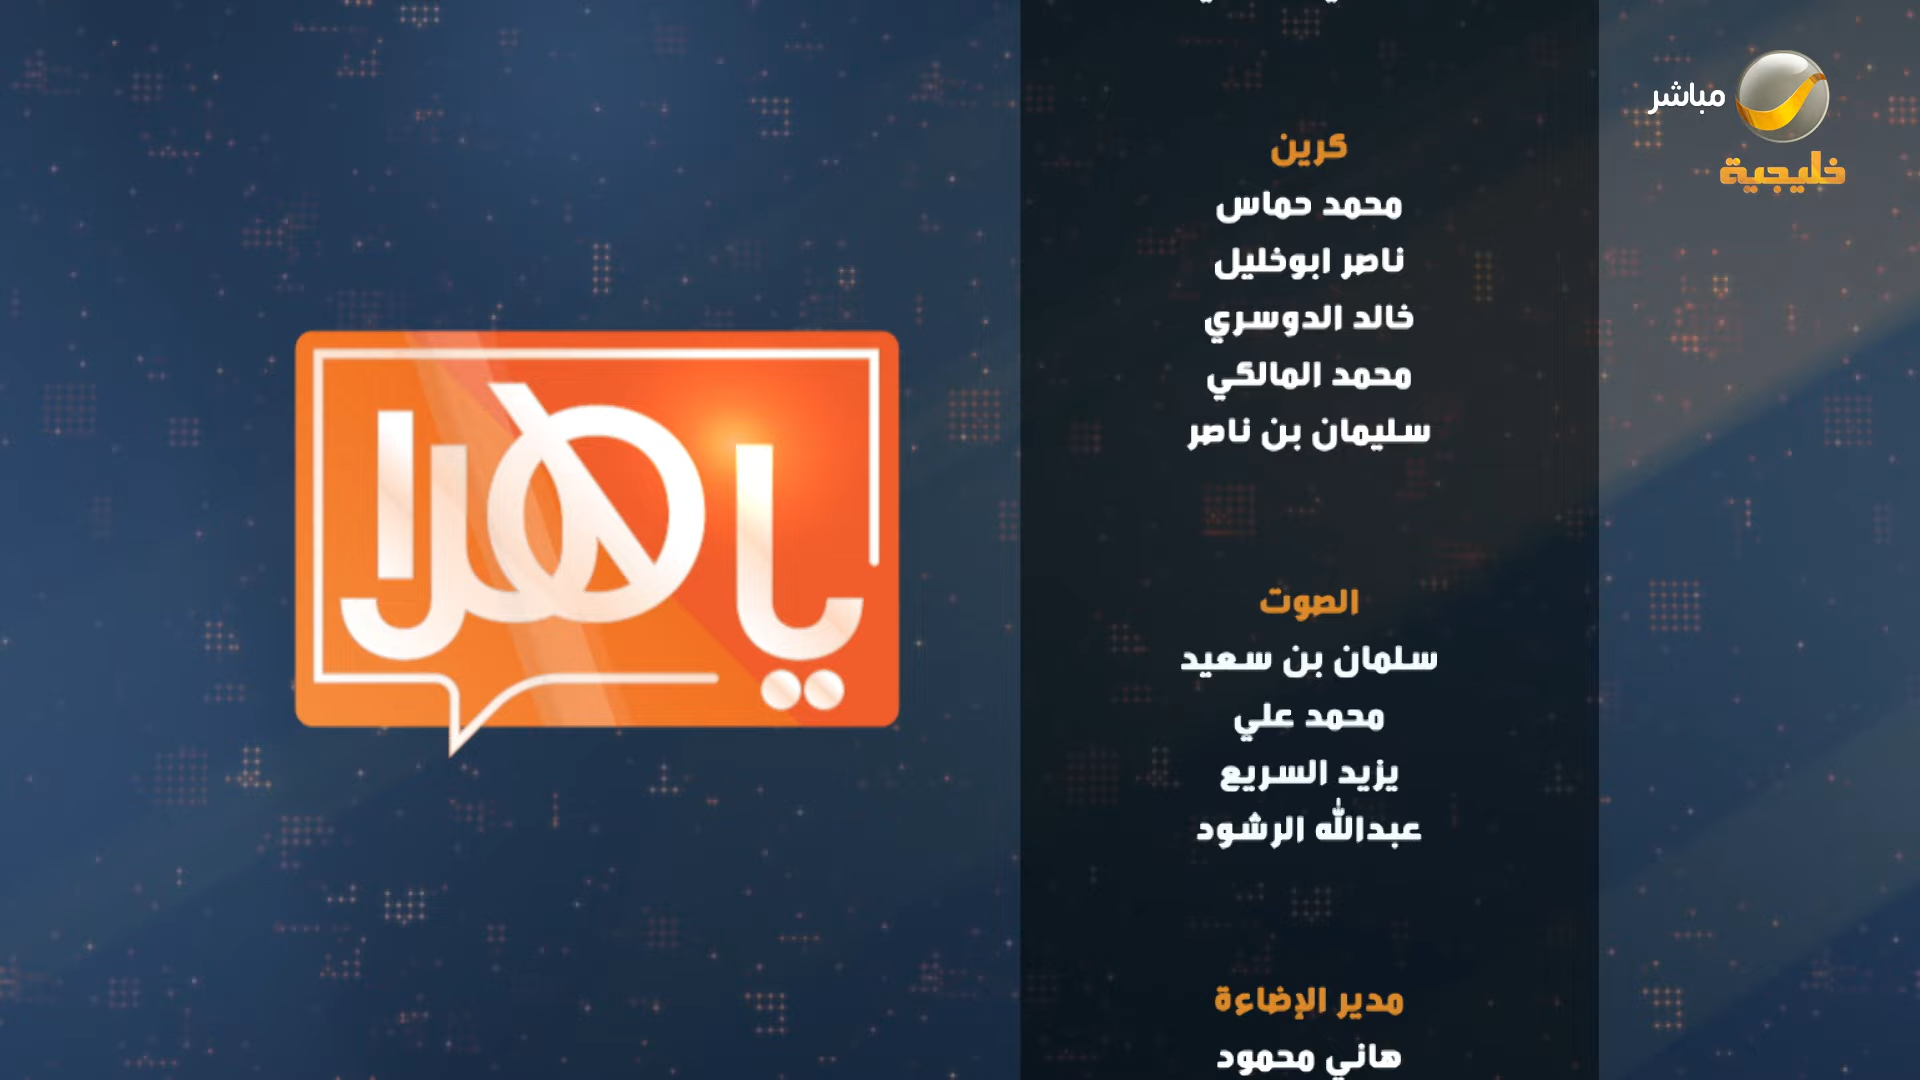 مباشر
خليجية
يا هلا
كرين
محمد حماس
ناصر ابوخليل
خالد الدوسري
محمد المالكي
سليمان بن ناصر
الصوت
سلمان بن سعيد
محمد علي
يزيد السريع
عبدالله الرشود
مدير الإضاءة
هاني محمود